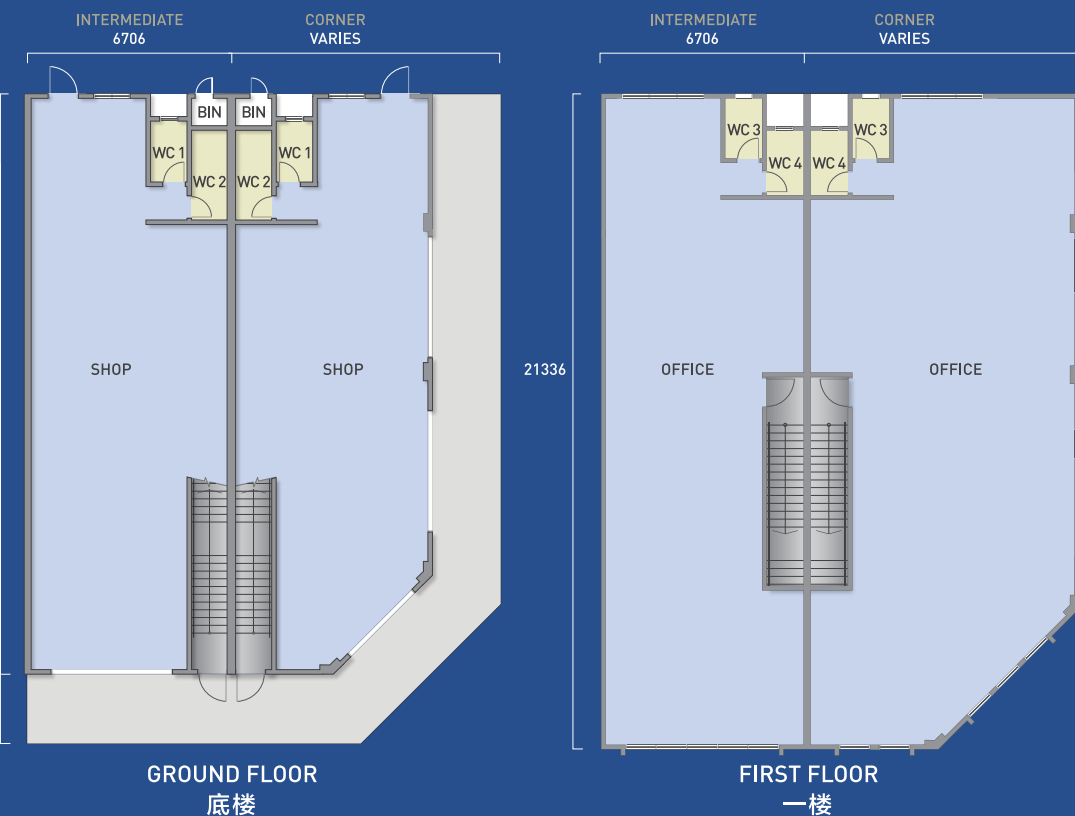 INTERMEDIATE
6706
CORNER
VARIES
INTERMEDIATE
6706
CORNER
VARIES
BIN
BIN
WC 1
WC 1
WC 2
WC 2
WC 3
WC 3
WC 4
WC 4
SHOP
SHOP
21336
OFFICE
OFFICE
GROUND FLOOR
底楼
FIRST FLOOR
一楼